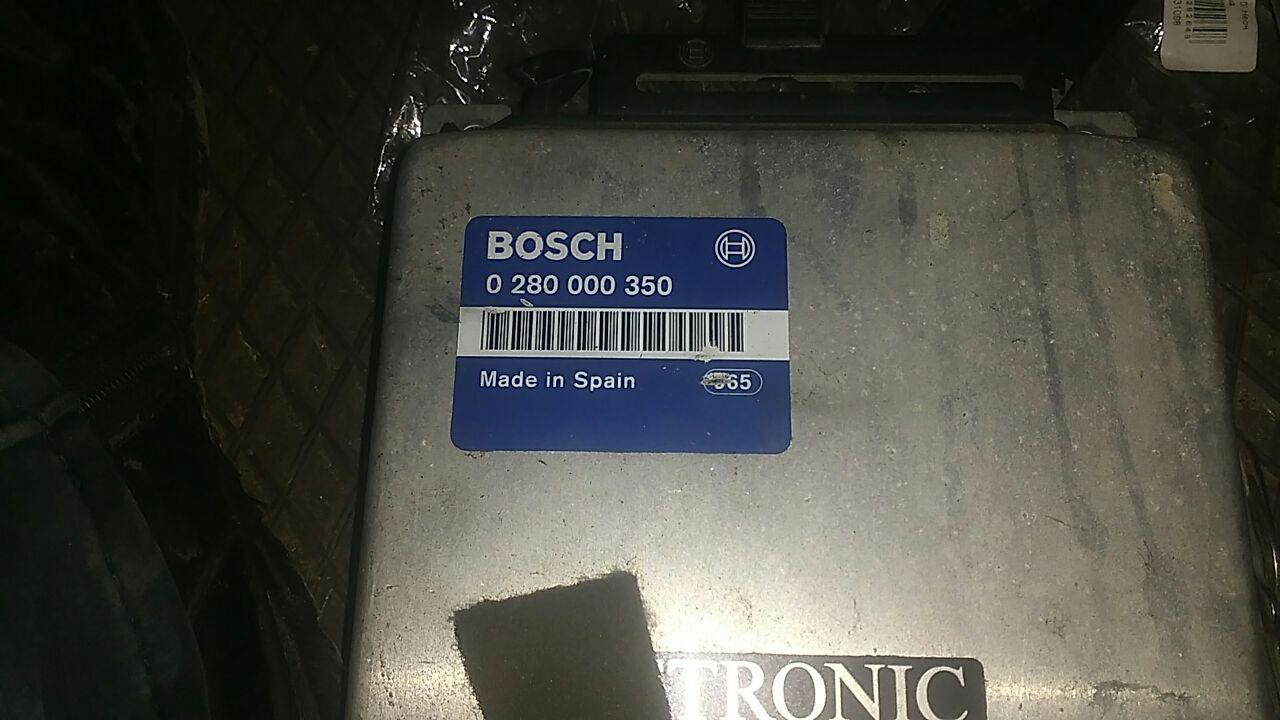 BOSCH
0 280 000 350
Made in Spain
TRONIC